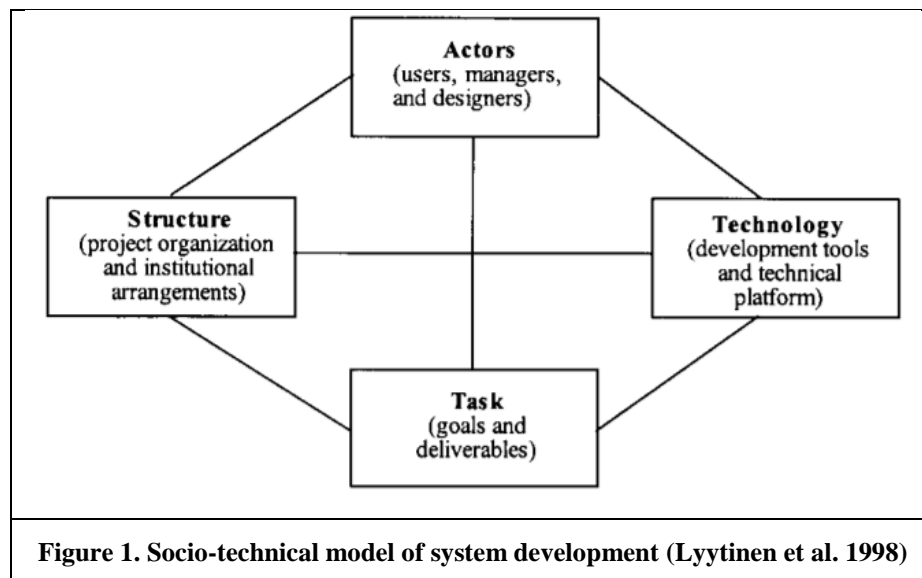 Actors
(users, managers,
and designers)
Structure
(project organization
and institutional
arrangements)
Technology
(development tools
and technical
platform)
Task
(goals and
deliverables)
Figure 1. Socio-technical model of system development (Lyytinen et al. 1998)